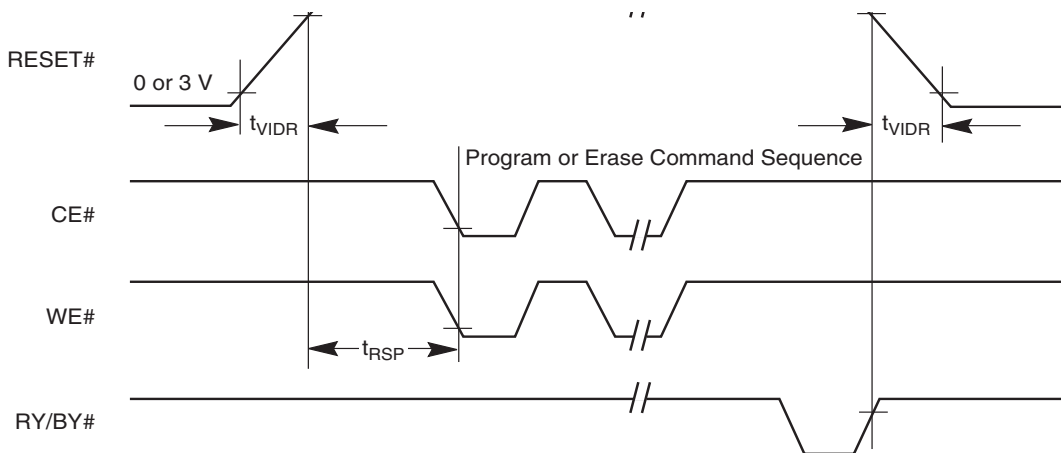 RESET#
0 or 3 V
tVIDR
tVIDR
Program or Erase Command Sequence
CE#
WE#
tRSP
RY/BY#